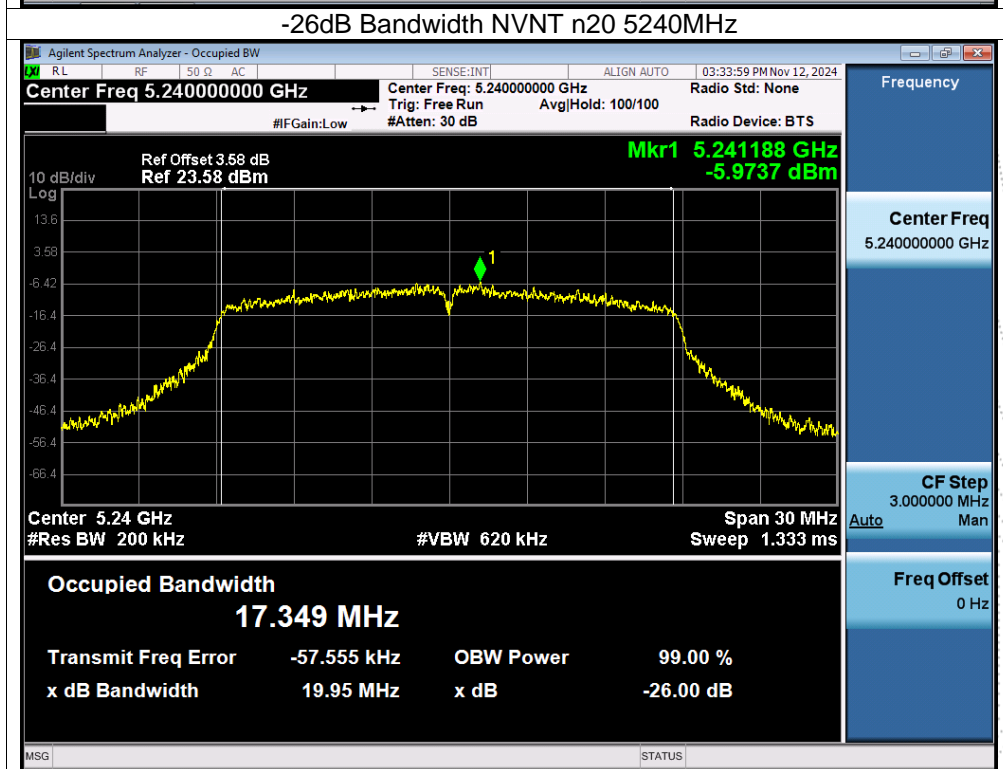 -26dB Bandwidth NVNT n20 5240MHz
Agilent Spectrum Analyzer - Occupied BW
LXI RL RF 50 Ω AC SENSE:INT ALIGN AUTO 03:33:59 PM Nov 12, 2024
Center Freq 5.240000000 GHz
Center Freq: 5.240000000 GHz
Radio Std: None
Trig: Free Run Avg|Hold: 100/100
#IFGain:Low #Atten: 30 dB Radio Device: BTS
Mkr1 5.241188 GHz
-5.9737 dBm
Ref Offset 3.58 dB
10 dB/div Ref 23.58 dBm
Log
13.6
3.58
-6.42
-16.4
-26.4
-36.4
-46.4
-56.4
-66.4
1
Center 5.24 GHz Span 30 MHz
#Res BW 200 kHz #VBW 620 kHz Sweep 1.333 ms
Occupied Bandwidth
17.349 MHz
Transmit Freq Error -57.555 kHz OBW Power 99.00 %
x dB Bandwidth 19.95 MHz x dB -26.00 dB
MSG STATUS
Frequency
Center Freq
5.240000000 GHz
CF Step
3.000000 MHz
Auto Man
Freq Offset
0 Hz